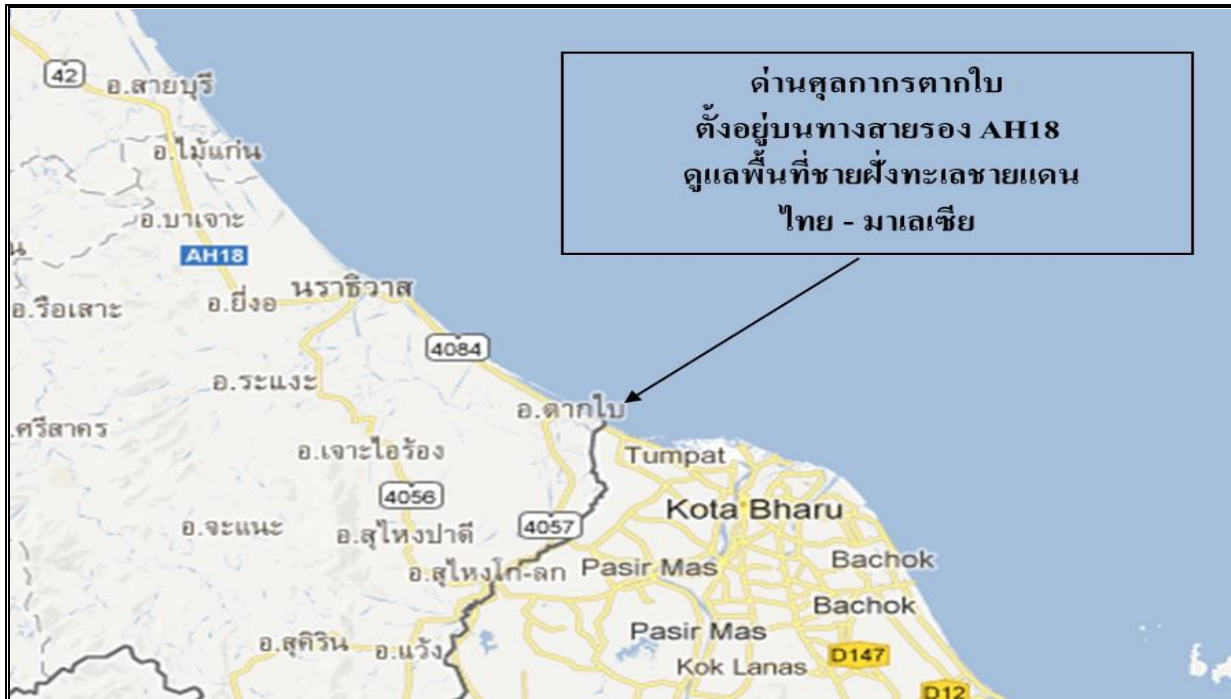 42
อ.สายบุรี
ด่านศุลกากรตากใบ
ตั้งอยู่บนทางสายรอง AH18
ดูแลพื้นที่ชายฝั่งทะเลชายแดน
ไทย - มาเลเซีย
อ.ไม้แก่น
อ.บาเจาะ
AH18
นราธิวาส
อ.ยี่งอ
อ.รือเสาะ
4084
อ.ระแงะ
อ.ตากใบ
.ศรีสาคร
อ.เจาะไอร้อง
Tumpat
4056
Kota Bharu
อ.จะแนะ
4057
อ.สุไหงปาดี
Bachok
อ.สุไหงโก-ลก
Pasir Mas
Bachok
Pasir Mas
อ.สุคิริน
อ.แว้ง
Kok Lanas
D147
D12